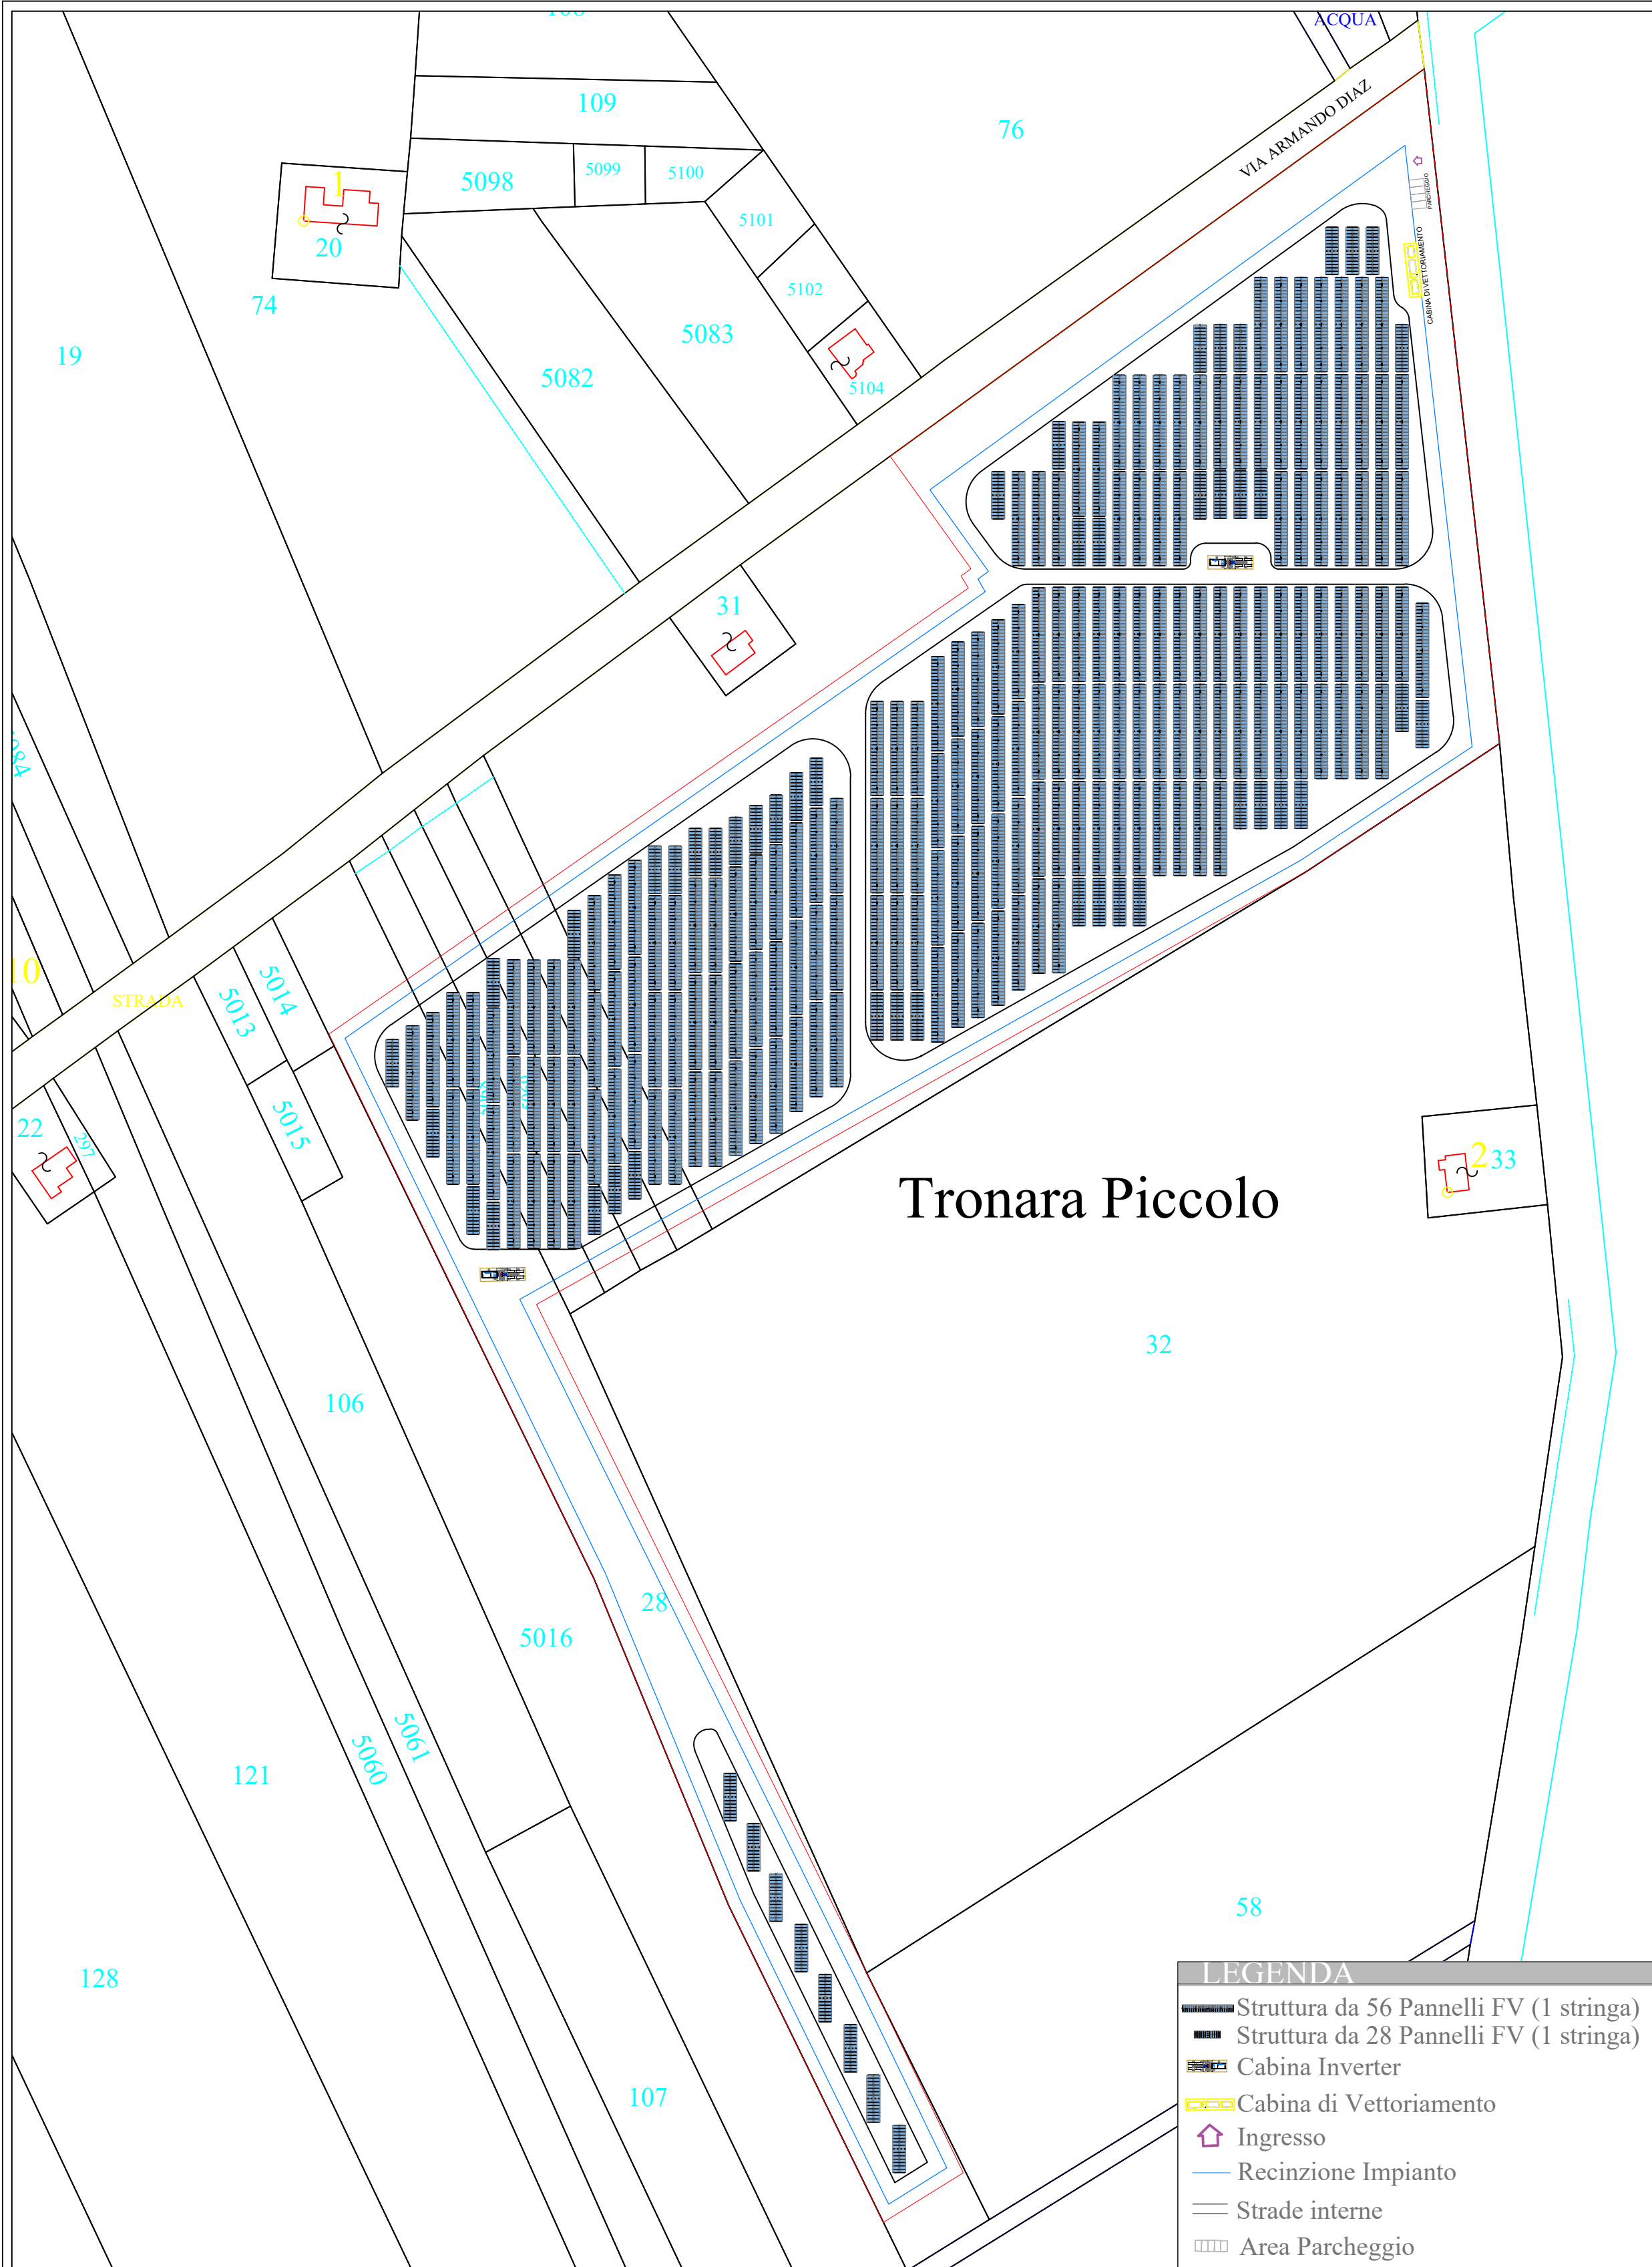 ACQUA
109
76
VIA ARMANDO DIAZ
5098
5099
5100
1
20
5101
PARCHEGGIO
74
5102
CABINA DI VETTORIAMENTO
19
5083
5082
5104
31
10
STRADA
5014
5013
5015
22
297
Tronara Piccolo
2
33
32
106
28
5016
5061
5060
121
58
128
107
LEGENDA
Struttura da 56 Pannelli FV (1 stringa)
Struttura da 28 Pannelli FV (1 stringa)
Cabina Inverter
Cabina di Vettoriamento
Ingresso
Recinzione Impianto
Strade interne
Area Parcheggio